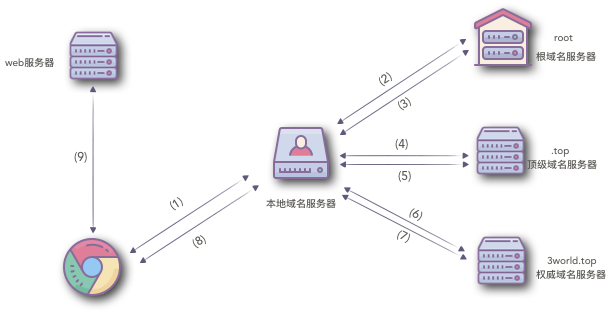 root
根域名服务器
web服务器
(2)
(3)
(4)
.top
顶级域名服务器
(5)
(9)
(1)
本地域名服务器
(6)
(7)
(8)
3world.top
权威域名服务器